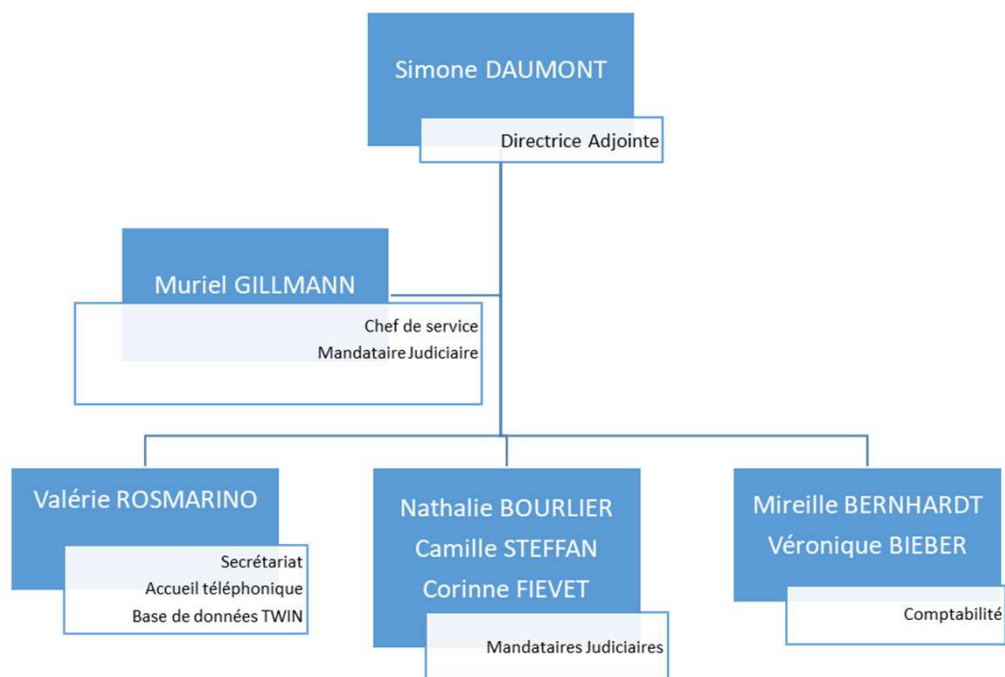 Simone DAUMONT
Directrice Adjointe
Muriel GILLMANN
Chef de service
Mandataire Judiciaire
Valérie ROSMARINO
Secrétariat
Accueil téléphonique
Base de données TWIN
Nathalie BOURLIER
Camille STEFFAN
Corinne FIEVET
Mandataires Judiciaires
Mireille BERNHARDT
Véronique BIEBER
Comptabilité